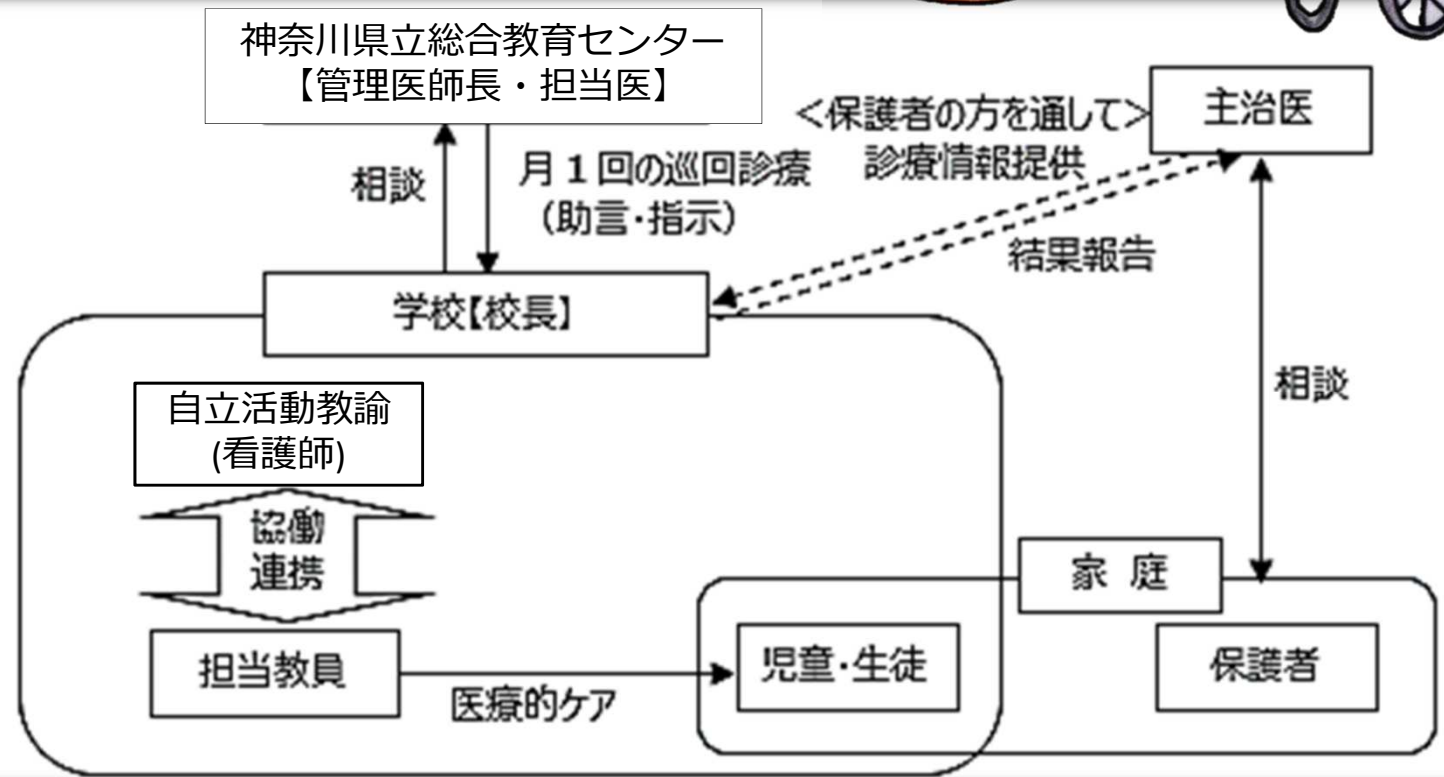 神奈川県立総合教育センター
【管理医師長・担当医】
主治医
<保護者の方を通して>
診療情報提供
相談
月1回の巡回診療
(助言・指示)
結果報告
学校【校長】
相談
自立活動教諭
(看護師)
協働
連携
家 庭
担当教員
医療的ケア
児童・生徒
保護者